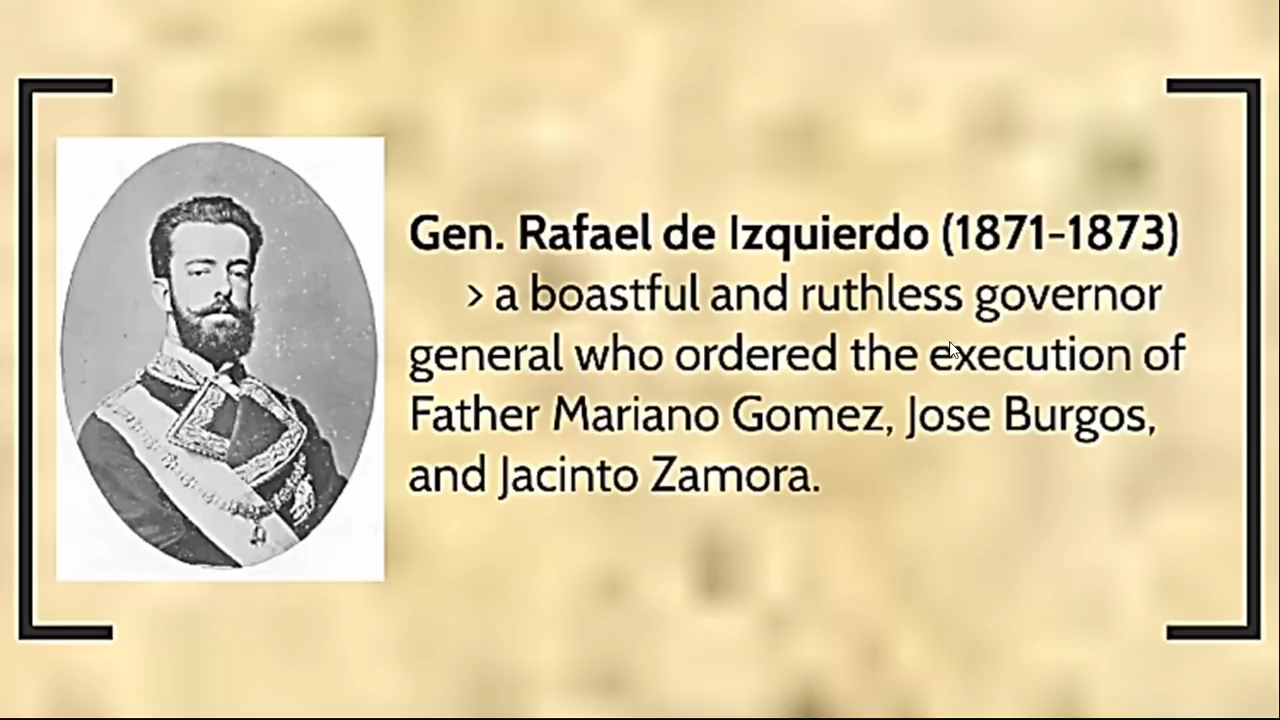 Gen. Rafael de Izquierdo (1871-1873)
> a boastful and ruthless governor
general who ordered the execution of
Father Mariano Gomez, Jose Burgos,
and Jacinto Zamora.